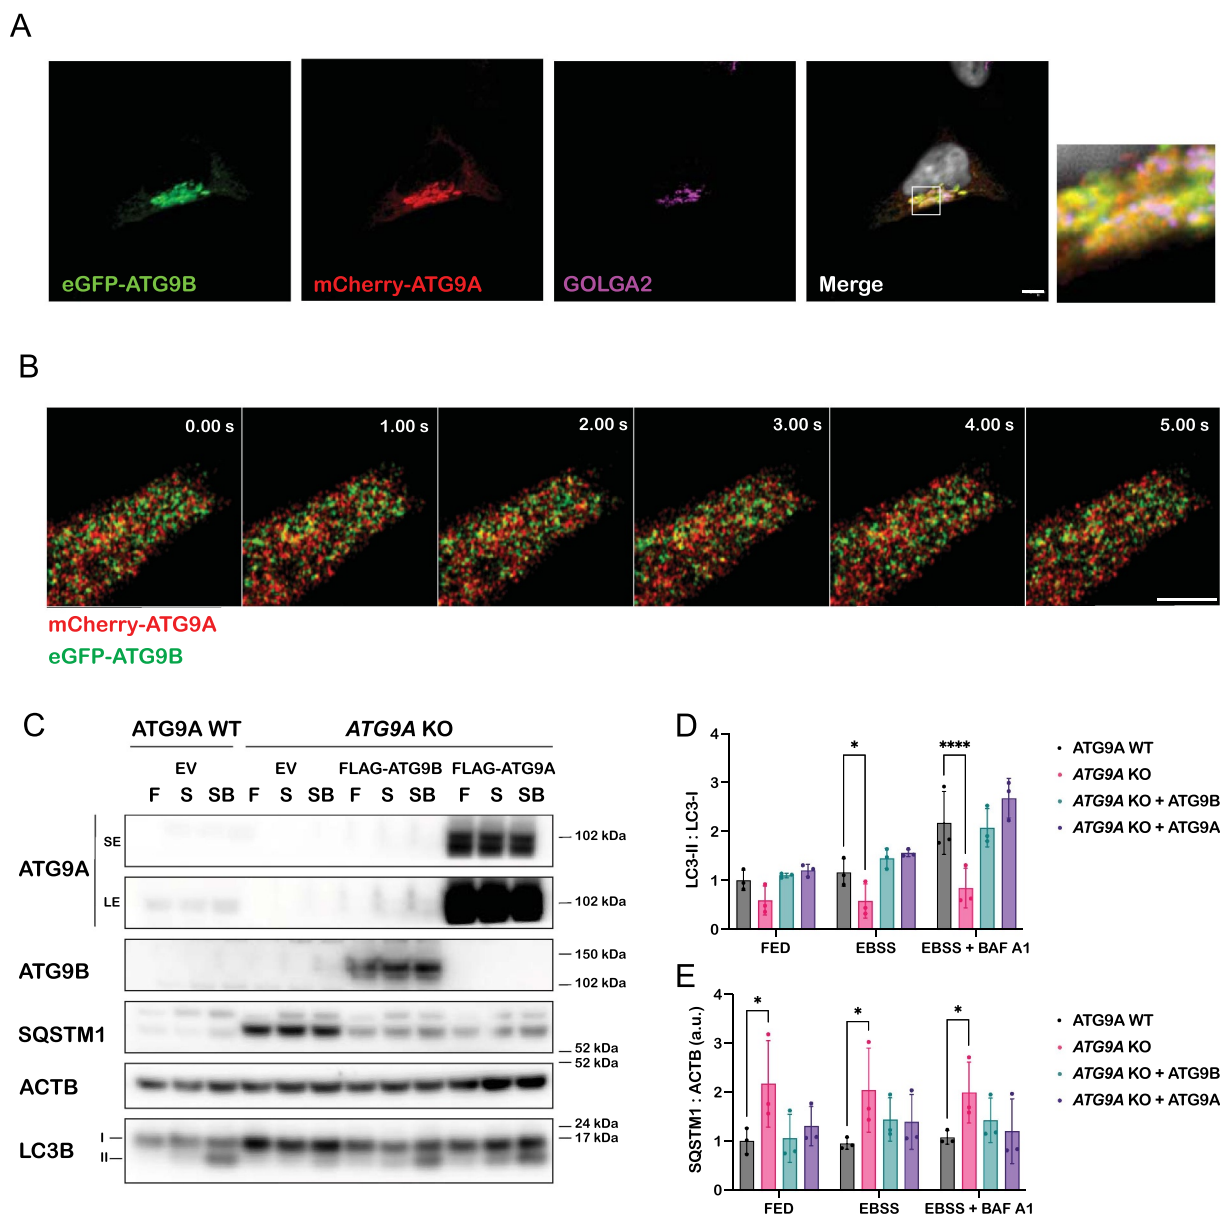 A
eGFP-ATG9B
mCherry-ATG9A
GOLGA2
Merge
B
0.00 s
1.00 s
2.00 s
3.00 s
4.00 s
5.00 s
mCherry-ATG9A
eGFP-ATG9B
C
ATG9A WT
ATG9A KO
EV
EV
FLAG-ATG9B
FLAG-ATG9A
F S SB F S SB F S SB F S SB
ATG9A
SE
102 kDa
LE
102 kDa
ATG9B
150 kDa
102 kDa
SQSTM1
52 kDa
ACTB
52 kDa
LC3B
I
II
24 kDa
17 kDa
D
LC3-II : LC3-I
4
3
2
1
0
*
****
FED
EBSS
EBSS + BAF A1
ATG9A WT
ATG9A KO
ATG9A KO + ATG9B
ATG9A KO + ATG9A
E
SQSTM1 : ACTB (a.u.)
4
3
2
1
0
*
*
*
FED
EBSS
EBSS + BAF A1
ATG9A WT
ATG9A KO
ATG9A KO + ATG9B
ATG9A KO + ATG9A